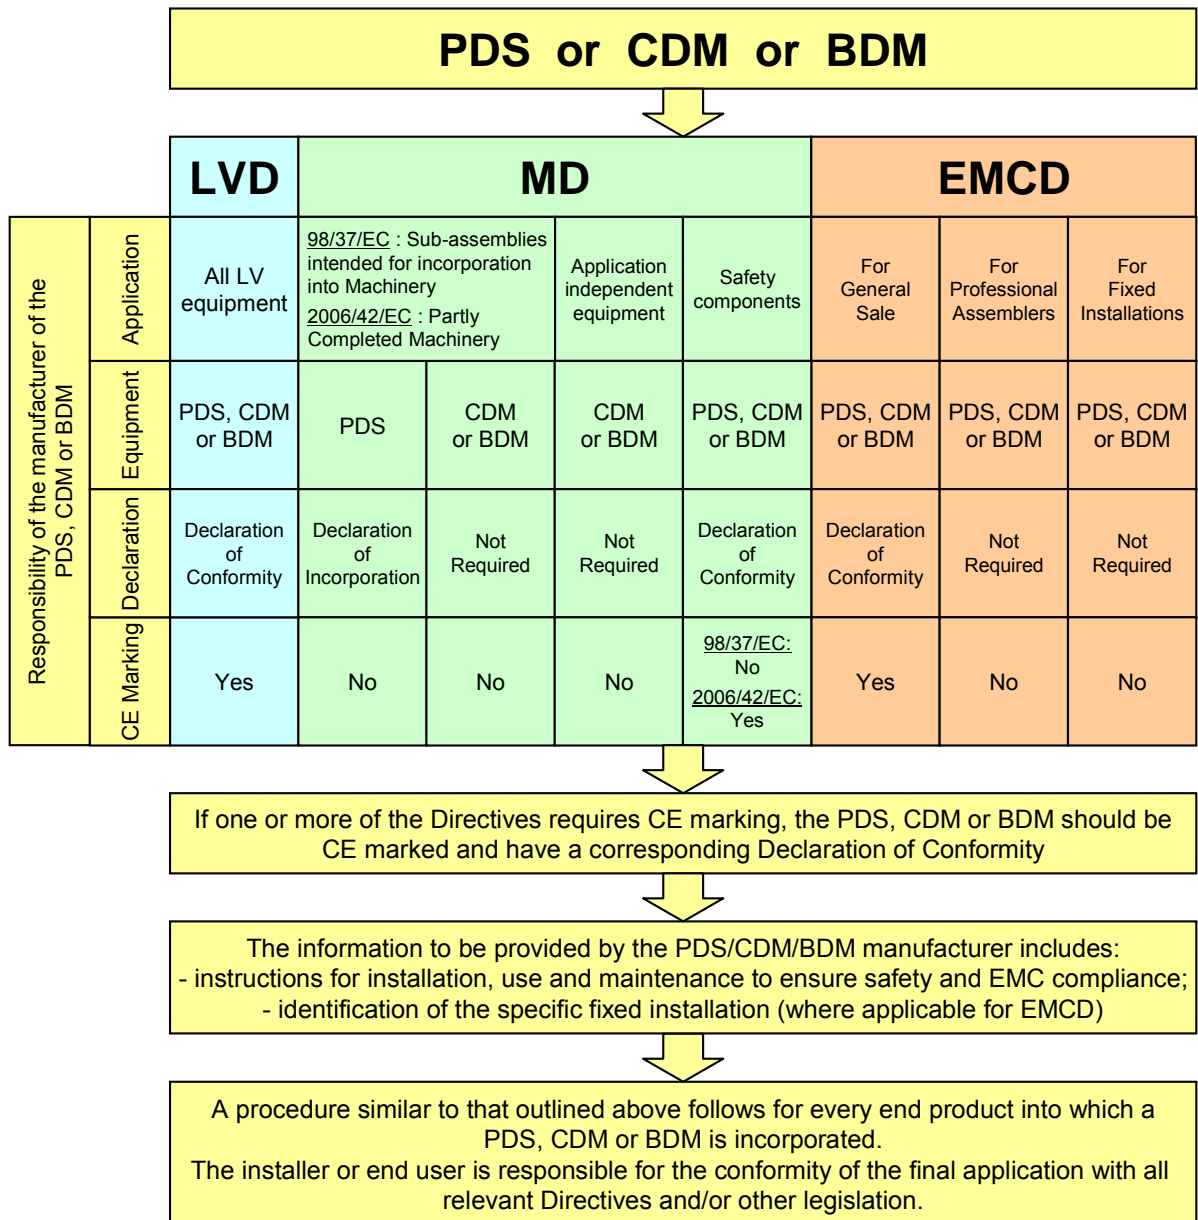 PDS or CDM or BDM
LVD
MD
EMCD
Responsibility of the manufacturer of the
PDS, CDM or BDM
Application
All LV
equipment
98/37/EC : Sub-assemblies
intended for incorporation
into Machinery
2006/42/EC : Partly
Completed Machinery
Application
independent
equipment
Safety
components
For
General
Sale
For
Professional
Assemblers
For
Fixed
Installations
Equipment
PDS, CDM
or BDM
PDS
CDM
or BDM
CDM
or BDM
PDS, CDM
or BDM
PDS, CDM
or BDM
PDS, CDM
or BDM
PDS, CDM
or BDM
Declaration
Declaration
of
Conformity
Declaration
of
Incorporation
Not
Required
Not
Required
Declaration
of
Conformity
Declaration
of
Conformity
Not
Required
Not
Required
CE Marking
Yes
No
No
No
98/37/EC:
No
2006/42/EC:
Yes
Yes
No
No
If one or more of the Directives requires CE marking, the PDS, CDM or BDM should be
CE marked and have a corresponding Declaration of Conformity
The information to be provided by the PDS/CDM/BDM manufacturer includes:
- instructions for installation, use and maintenance to ensure safety and EMC compliance;
- identification of the specific fixed installation (where applicable for EMCD)
A procedure similar to that outlined above follows for every end product into which a
PDS, CDM or BDM is incorporated.
The installer or end user is responsible for the conformity of the final application with all
relevant Directives and/or other legislation.